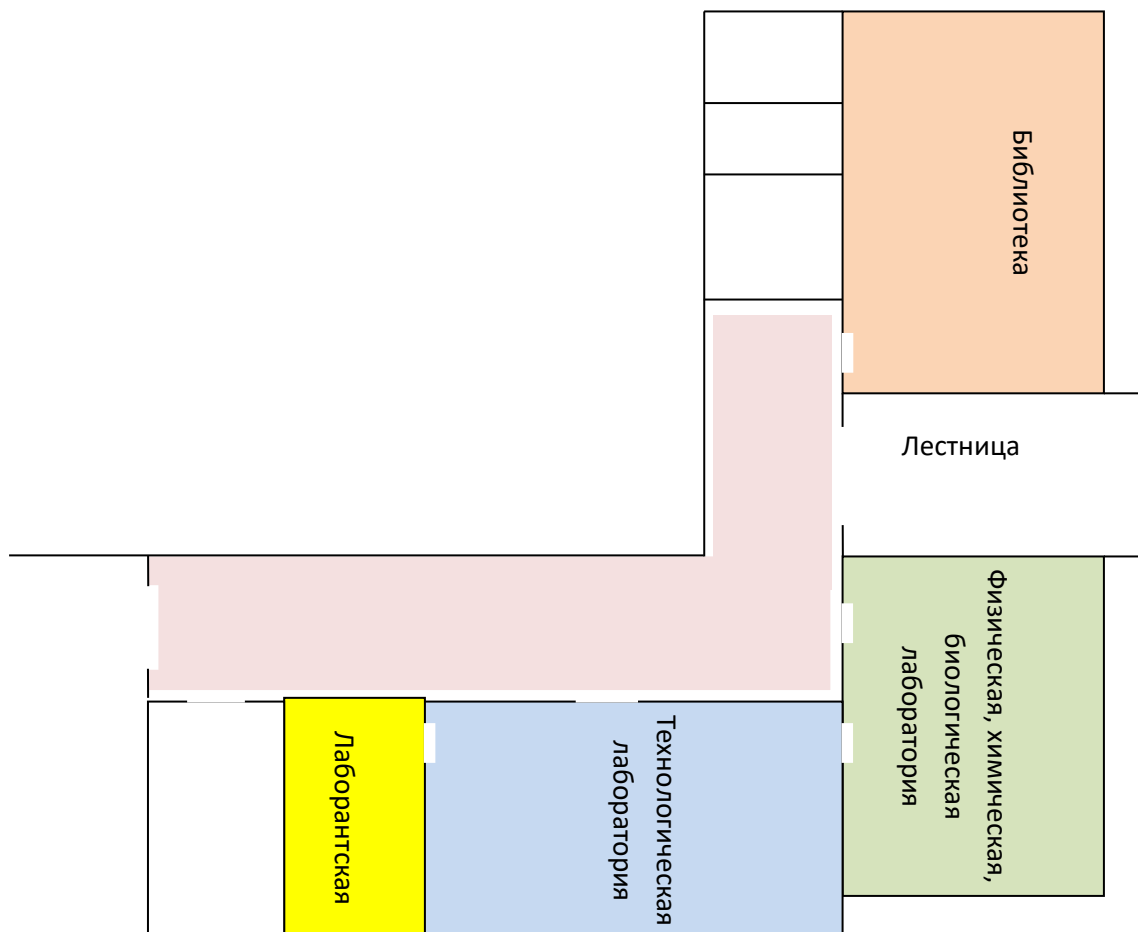 Библиотека
Лестница
Физическая, химическая,
биологическая
лаборатория
Технологическая
лаборатория
Лаборантская